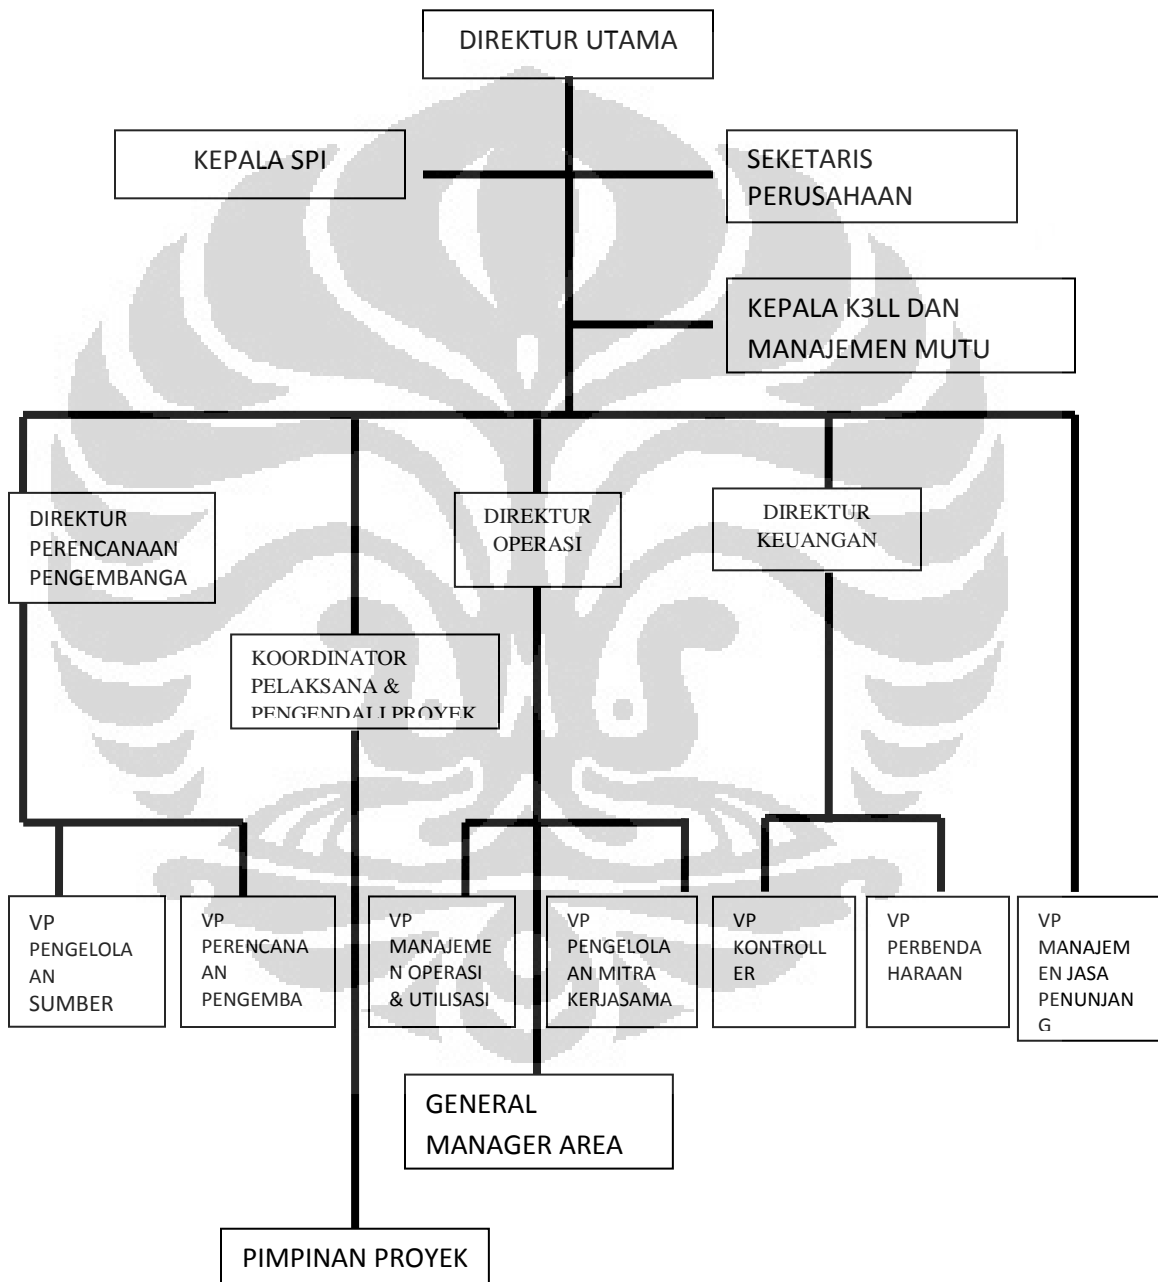 DIREKTUR UTAMA
KEPALA SPI
SEKETARIS
PERUSAHAAN
KEPALA K3LL DAN
MANAJEMEN MUTU
DIREKTUR
PERENCANAAN
PENGEMBANGA
DIREKTUR
OPERASI
DIREKTUR
KEUANGAN
KOORDINATOR
PELAKSANA &
PENGENDALI PROYEK
VP
PENGELOLA
AN
SUMBER
VP
PERENCANA
AN
PENGEMBA
VP
MANAJEME
N OPERASI
& UTILISASI
VP
PENGELOLA
AN MITRA
KERJASAMA
VP
KONTROLL
ER
VP
PERBENDA
HARAAN
VP
MANAJEM
EN JASA
PENUNJAN
G
GENERAL
MANAGER AREA
PIMPINAN PROYEK